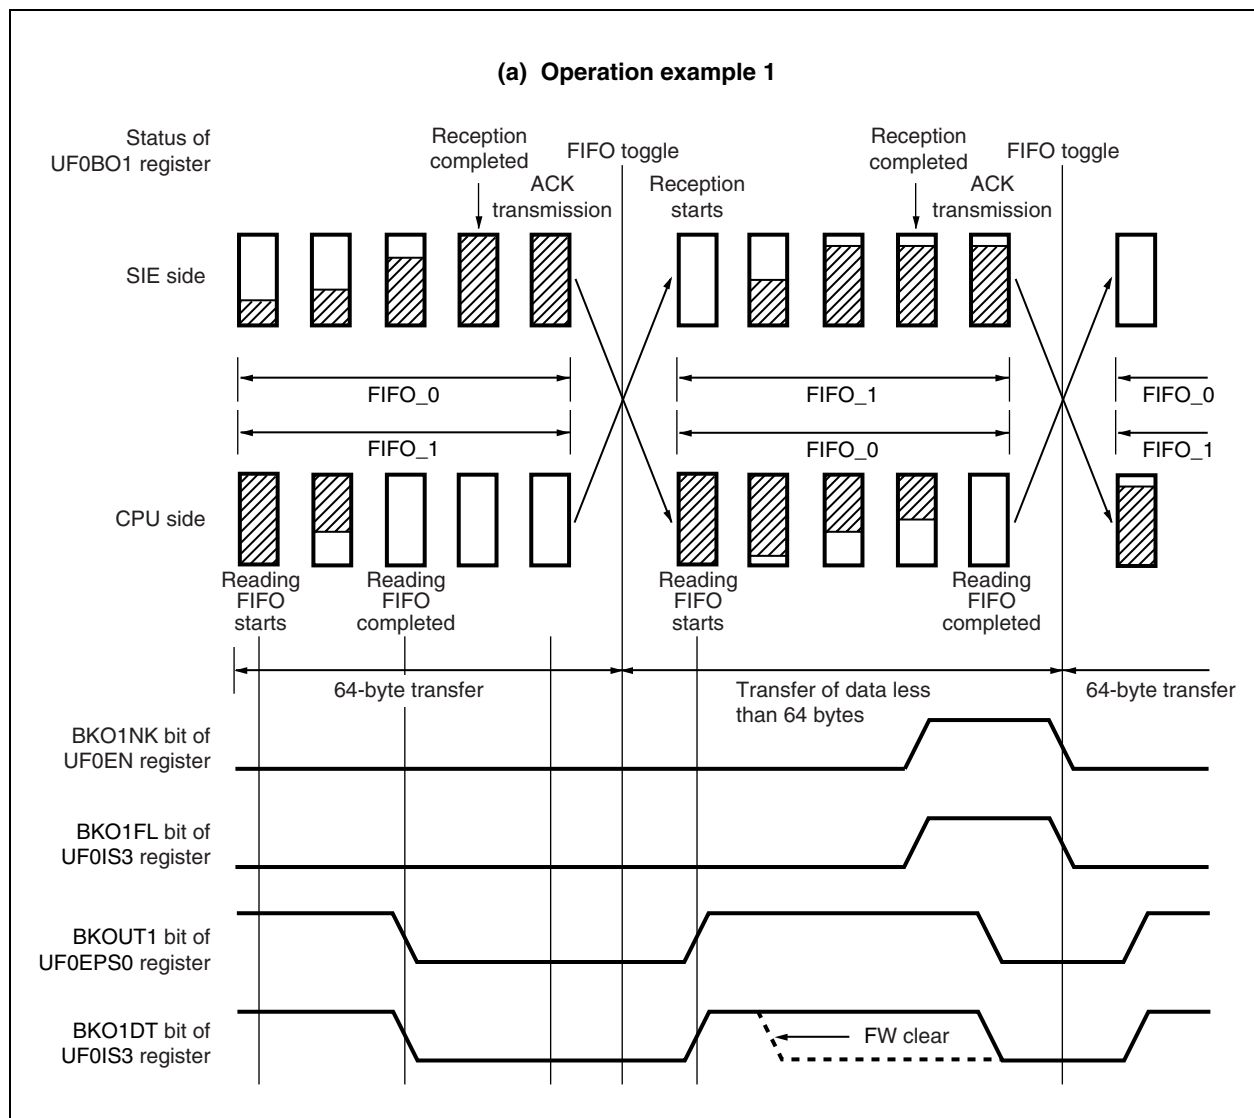 (a) Operation example 1
Status of
UF0BO1 register
Reception
completed
ACK
transmission
FIFO toggle
Reception
starts
Reception
completed
ACK
transmission
FIFO toggle
SIE side
FIFO_0
FIFO_1
FIFO_0
FIFO_1
FIFO_0
FIFO_1
CPU side
Reading
FIFO
starts
Reading
FIFO
completed
Reading
FIFO
starts
Reading
FIFO
completed
64-byte transfer
Transfer of data less
than 64 bytes
64-byte transfer
BKO1NK bit of
UF0EN register
BKO1FL bit of
UF0IS3 register
BKOUT1 bit of
UF0EPS0 register
BKO1DT bit of
UF0IS3 register
FW clear